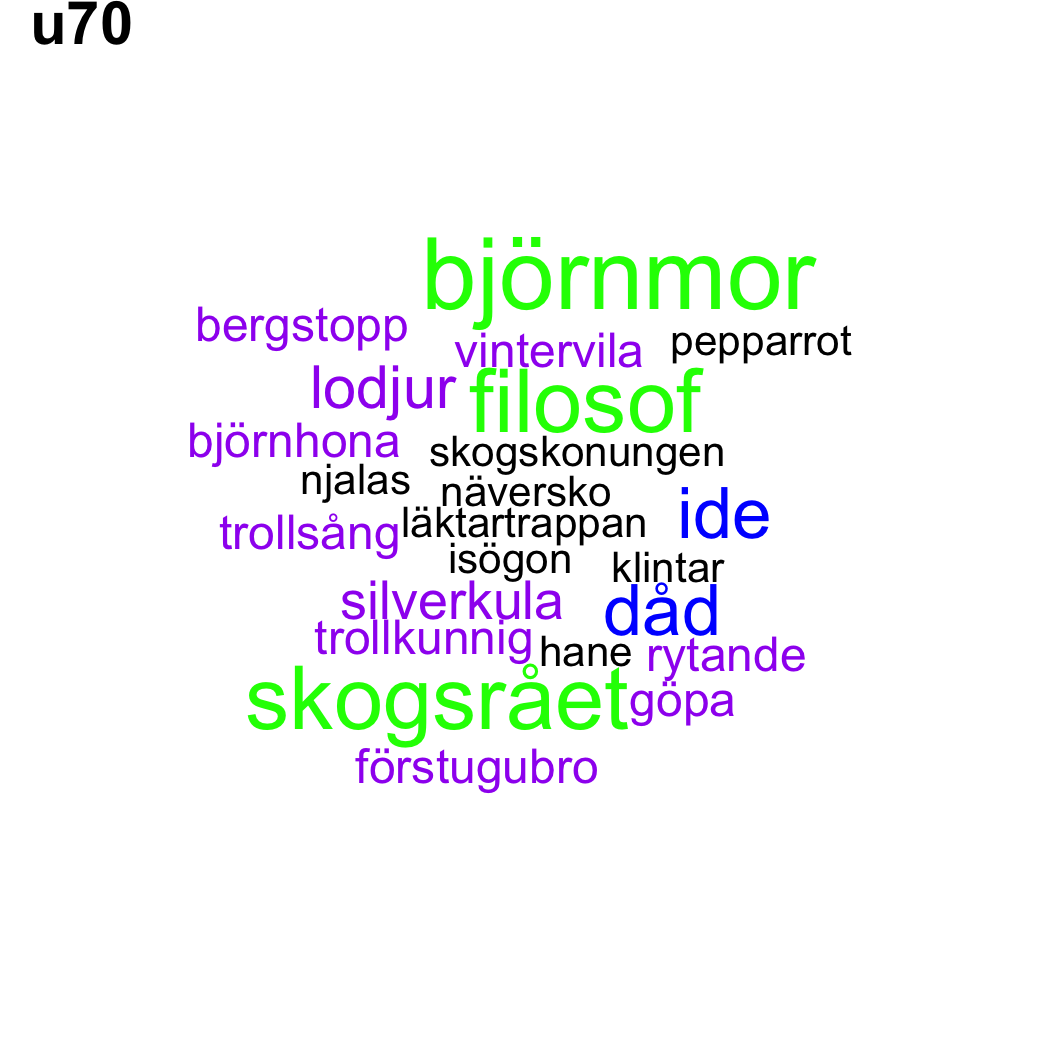 u70
björnmor
bergstopp
vintervila
pepparrot
lodjur
filosof
björnhona
skogskonungen
njalas
näversko
ide
trollsång
läktartrappan
isögon
klintar
silverkula
dåd
trollkunnig
hane
rytande
skogsrået
göpa
förstugubro